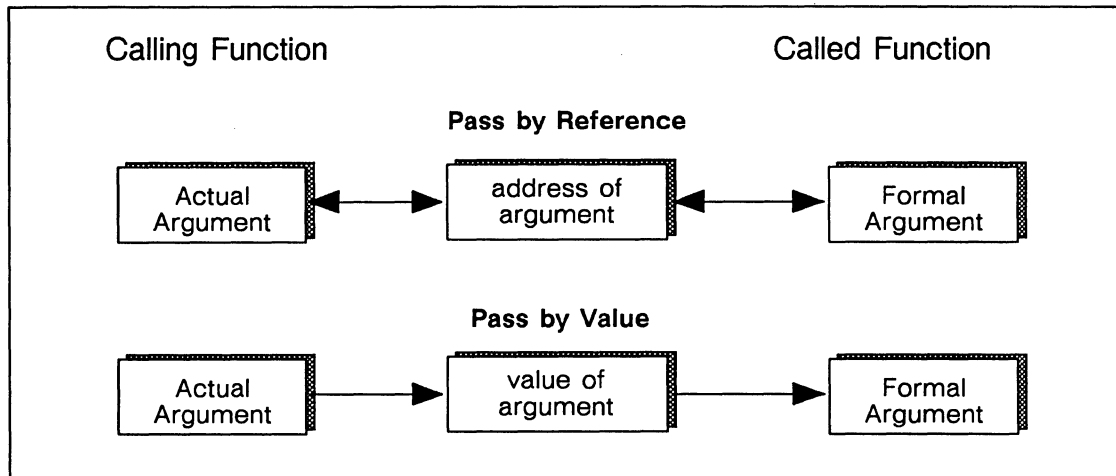 Calling Function
Called Function
Pass by Reference
Actual
Argument
address of
argument
Formal
Argument
Pass by Value
Actual
Argument
value of
argument
Formal
Argument